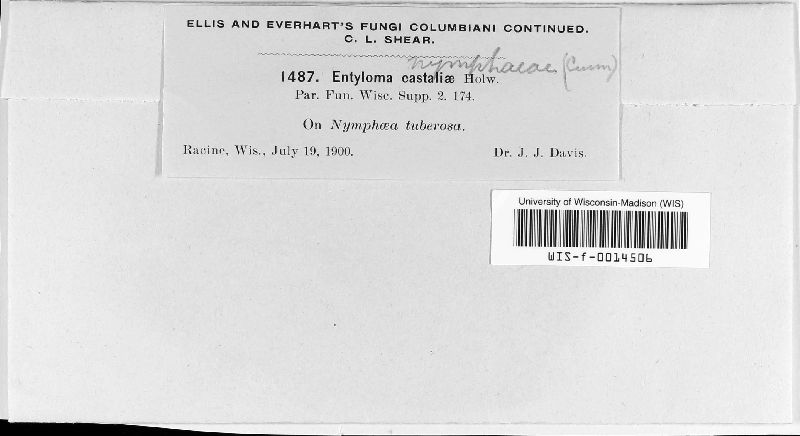 ELLIS AND EVERHART'S FUNGI COLUMBIANI CONTINUED.
C. L. SHEAR.
nymphaeae
1487. Entyloma castaliæ Holw.
Par. Fun. Wisc. Supp. 2. 174.
On Nymphæa tuberosa.
Racine, Wis., July 19, 1900. Dr. J. J. Davis.
University of Wisconsin-Madison (WIS)
WIS-f-0014506